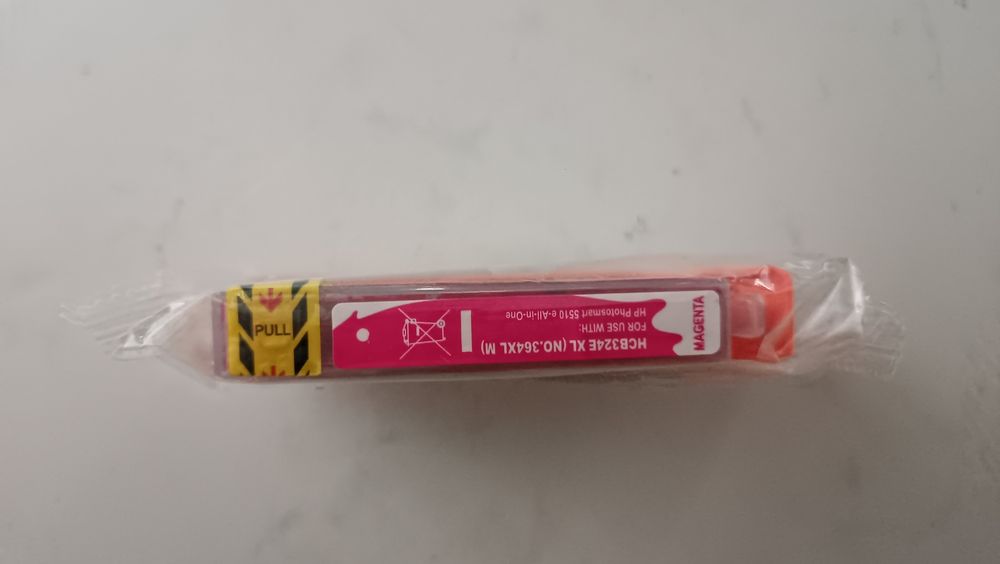 PULL
HCB324E XL (NO.364XL M)
FOR USE WITH:
HP Photosmart 5510 e-All-in-One
MAGENTA